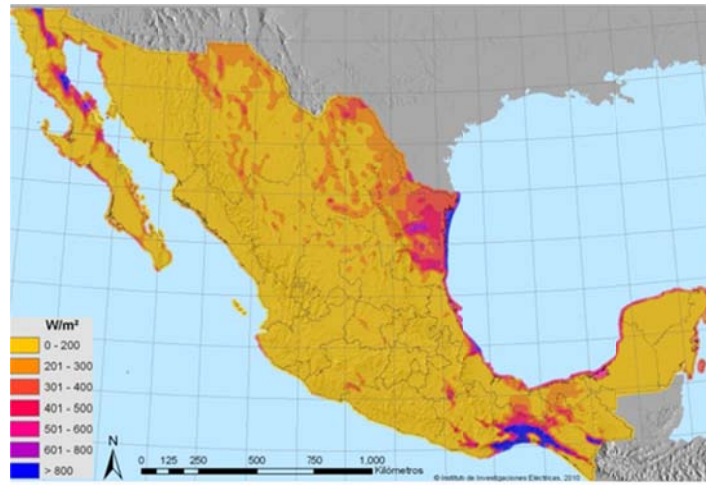 W/m²
0 - 200
201 - 300
301 - 400
401 - 500
501 - 600
601 - 800
> 800
N
0 125 250 500 750 1,000
Kilómetros
© Instituto de Investigaciones Eléctricas, 2010